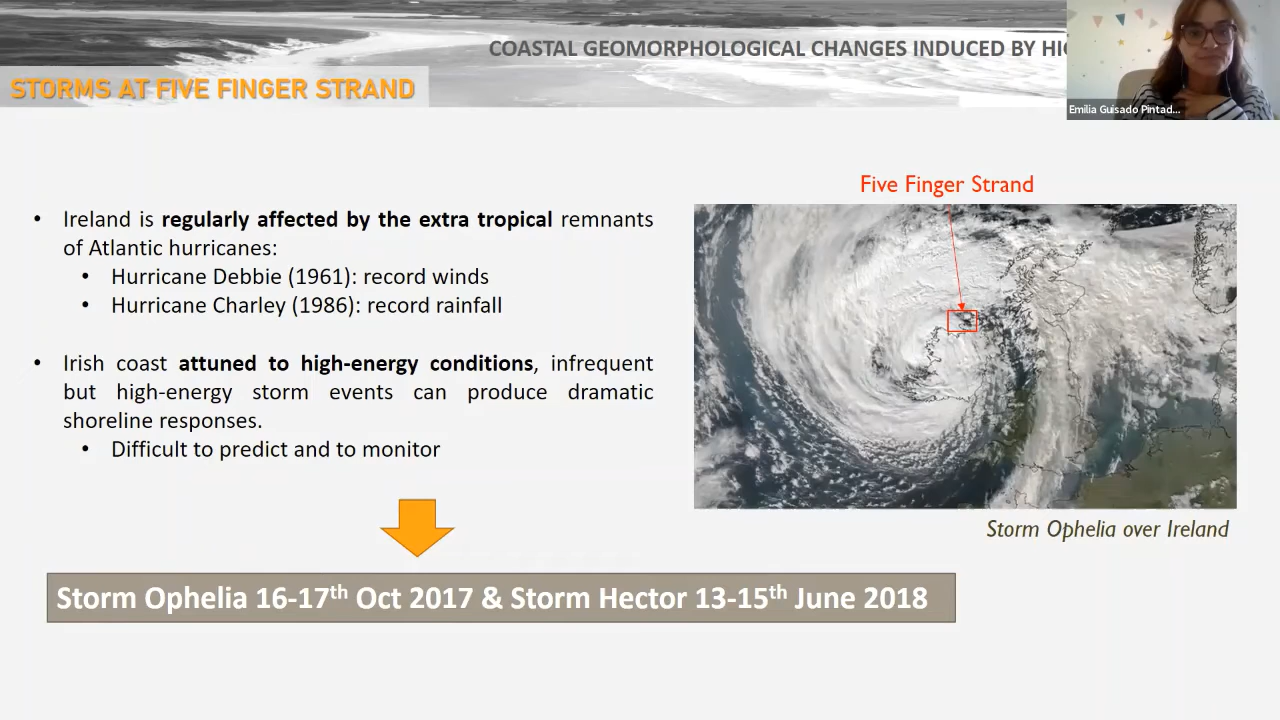 COASTAL GEOMORPHOLOGICAL CHANGES INDUCED BY
STORMS AT FIVE FINGER STRAND
Emilia Guisado Pintad...
Five Finger Strand
• Ireland is regularly affected by the extra tropical remnants
of Atlantic hurricanes:
• Hurricane Debbie (1961): record winds
• Hurricane Charley (1986): record rainfall
• Irish coast attuned to high-energy conditions, infrequent
but high-energy storm events can produce dramatic
shoreline responses.
• Difficult to predict and to monitor
Storm Ophelia over Ireland
Storm Ophelia 16-17th Oct 2017 & Storm Hector 13-15th June 2018